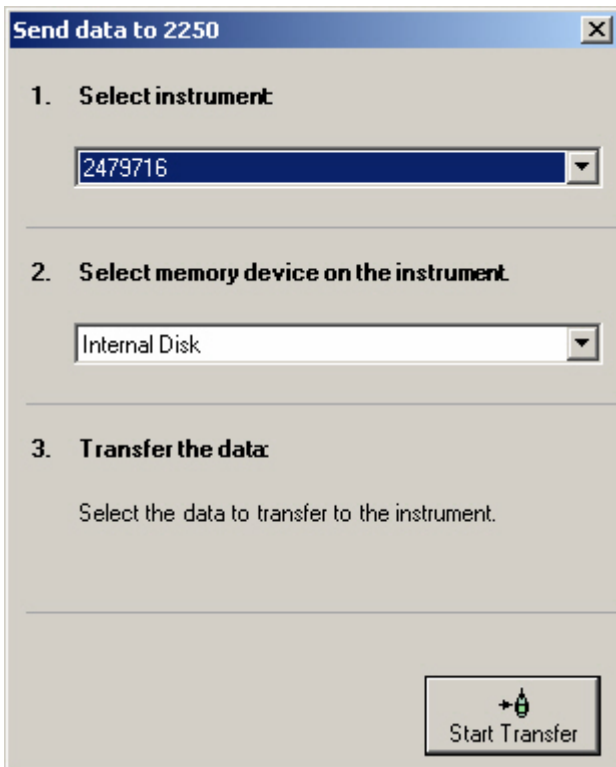 Send data to 2250
1. Select instrument:
2479716
2. Select memory device on the instrument.
Internal Disk
3. Transfer the data:
Select the data to transfer to the instrument.
Start Transfer